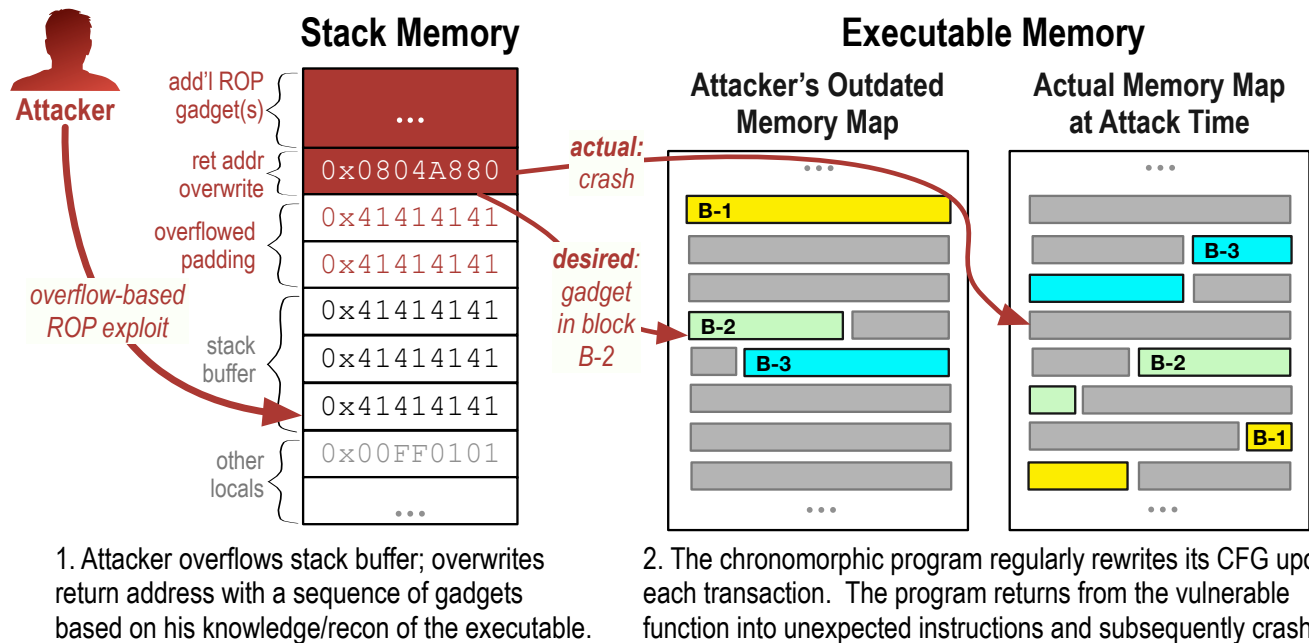 Stack Memory
Executable Memory
Attacker
add'l ROP
gadget(s)
...
ret addr
overwrite
0x0804A880
overflowed
padding
0x41414141
0x41414141
overflow-based
ROP exploit
stack
buffer
0x41414141
0x41414141
0x41414141
other
locals
0x00FF0101
...
actual:
crash
desired:
gadget
in block
B-2
Attacker's Outdated
Memory Map
...
B-1
B-2
B-3
...
Actual Memory Map
at Attack Time
...
B-3
B-2
B-1
...
1. Attacker overflows stack buffer; overwrites
return address with a sequence of gadgets
based on his knowledge/recon of the executable.
2. The chronomorphic program regularly rewrites its CFG upo
each transaction. The program returns from the vulnerable
function into unexpected instructions and subsequently crash